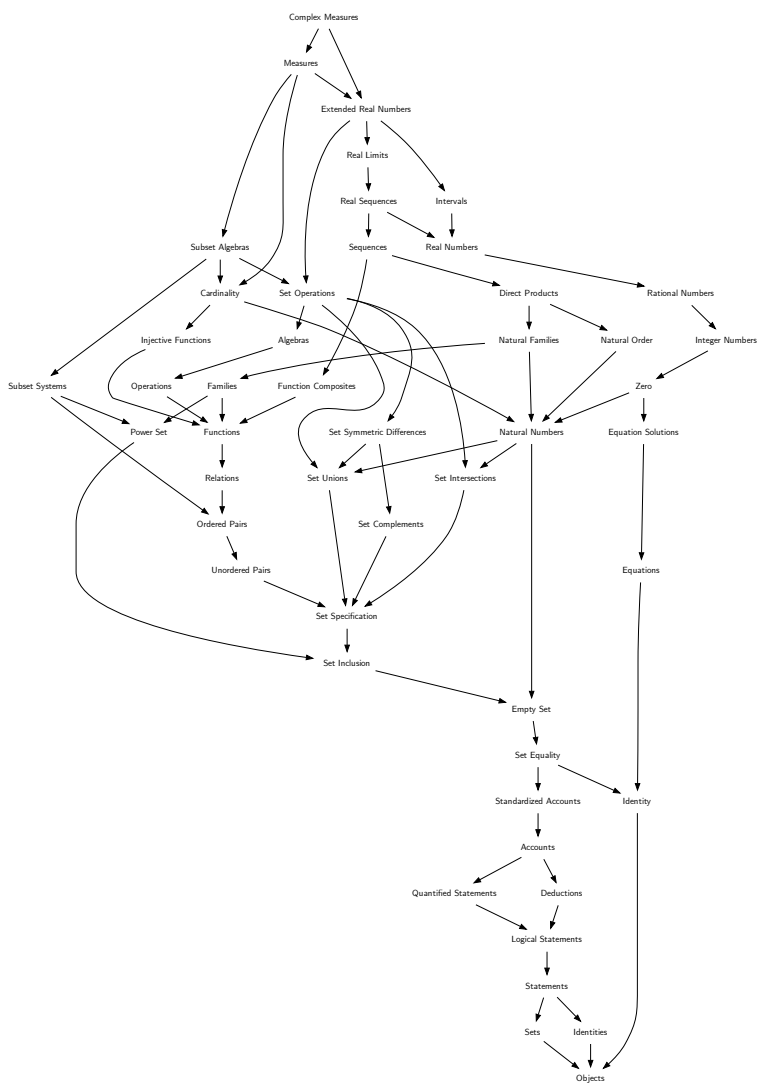 Complex Measures
Measures
Extended Real Numbers
Real Limits
Real Sequences Intervals
Subset Algebras Sequences Real Numbers
Cardinality Set Operations Direct Products Rational Numbers
Injective Functions Algebras Natural Families Natural Order Integer Numbers
Subset Systems Operations Families Function Composites Zero
Power Set Functions Set Symmetric Differences Natural Numbers Equation Solutions
Relations Set Unions Set Intersections
Ordered Pairs Set Complements
Unordered Pairs Equations
Set Specification
Set Inclusion
Empty Set
Set Equality
Standardized Accounts Identity
Accounts
Quantified Statements Deductions
Logical Statements
Statements
Sets Identities
Objects